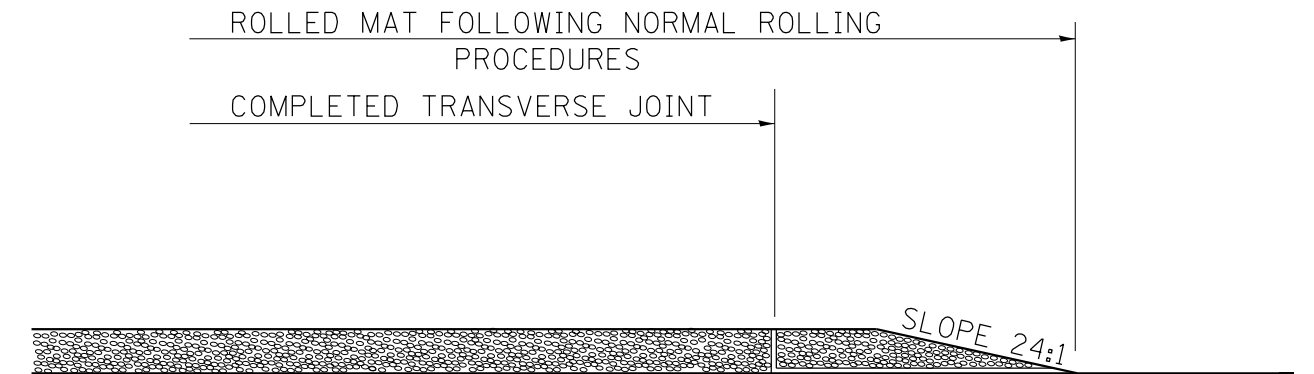 ROLLED MAT FOLLOWING NORMAL ROLLING
PROCEDURES
COMPLETED TRANSVERSE JOINT
SLOPE 24:1